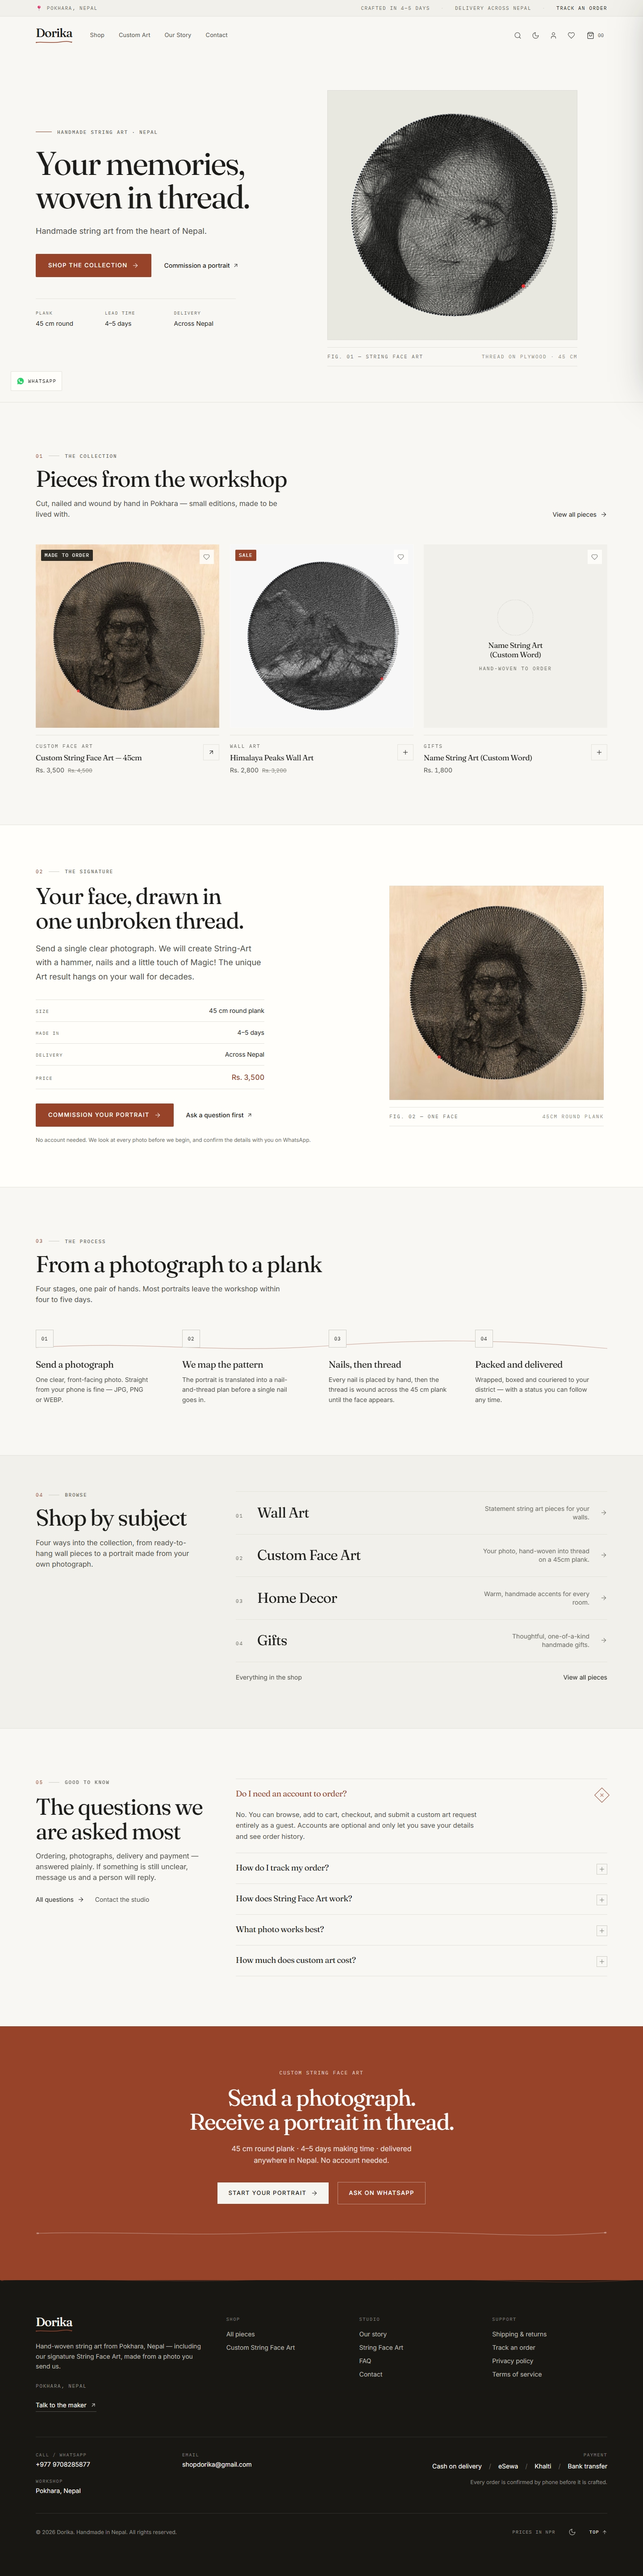 POKHARA, NEPAL
CRAFTED IN 4–5 DAYS
DELIVERY ACROSS NEPAL
TRACK AN ORDER
Dorika
Shop
Custom Art
Our Story
Contact
00
HANDMADE STRING ART · NEPAL
Your memories,
woven in thread.
Handmade string art from the heart of Nepal.
SHOP THE COLLECTION →
Commission a portrait ↗
PLANK
LEAD TIME
DELIVERY
45 cm round
4–5 days
Across Nepal
FIG. 01 — STRING FACE ART
THREAD ON PLYWOOD · 45 CM
WHATSAPP
01
THE COLLECTION
Pieces from the workshop
Cut, nailed and wound by hand in Pokhara — small editions, made to be
lived with.
View all pieces →
MADE TO ORDER
SALE
Name String Art
(Custom Word)
HAND-WOVEN TO ORDER
CUSTOM FACE ART
Custom String Face Art — 45cm
Rs. 3,500 Rs. 4,500
WALL ART
Himalaya Peaks Wall Art
Rs. 2,800 Rs. 3,200
GIFTS
Name String Art (Custom Word)
Rs. 1,800
02
THE SIGNATURE
Your face, drawn in
one unbroken thread.
Send a single clear photograph. We will create String-Art
with a hammer, nails and a little touch of Magic! The unique
Art result hangs on your wall for decades.
SIZE
45 cm round plank
MADE IN
4–5 days
DELIVERY
Across Nepal
PRICE
Rs. 3,500
COMMISSION YOUR PORTRAIT →
Ask a question first ↗
No account needed. We look at every photo before we begin, and confirm the details with you on WhatsApp.
FIG. 02 — ONE FACE
45CM ROUND PLANK
03
THE PROCESS
From a photograph to a plank
Four stages, one pair of hands. Most portraits leave the workshop within
four to five days.
01
02
03
04
Send a photograph
One clear, front-facing photo. Straight
from your phone is fine — JPG, PNG
or WEBP.
We map the pattern
The portrait is translated into a nail-
and-thread plan before a single nail
goes in.
Nails, then thread
Every nail is placed by hand, then the
thread is wound across the 45 cm plank
until the face appears.
Packed and delivered
Wrapped, boxed and couriered to your
district — with a status you can follow
any time.
04
BROWSE
Shop by subject
Four ways into the collection, from ready-to-
hang wall pieces to a portrait made from your
own photograph.
01
Wall Art
Statement string art pieces for your
walls.
02
Custom Face Art
Your photo, hand-woven into thread
on a 45cm plank.
03
Home Decor
Warm, handmade accents for every
room.
04
Gifts
Thoughtful, one-of-a-kind
handmade gifts.
Everything in the shop
View all pieces
05
GOOD TO KNOW
The questions we
are asked most
Ordering, photographs, delivery and payment —
answered plainly. If something is still unclear,
message us and a person will reply.
All questions →
Contact the studio
Do I need an account to order?
No. You can browse, add to cart, checkout, and submit a custom art request
entirely as a guest. Accounts are optional and only let you save your details
and see order history.
How do I track my order?
How does String Face Art work?
What photo works best?
How much does custom art cost?
CUSTOM STRING FACE ART
Send a photograph.
Receive a portrait in thread.
45 cm round plank · 4–5 days making time · delivered
anywhere in Nepal. No account needed.
START YOUR PORTRAIT →
ASK ON WHATSAPP
Dorika
Hand-woven string art from Pokhara, Nepal — including
our signature String Face Art, made from a photo you
send us.
POKHARA, NEPAL
Talk to the maker ↗
SHOP
All pieces
Custom String Face Art
STUDIO
Our story
String Face Art
FAQ
Contact
SUPPORT
Shipping & returns
Track an order
Privacy policy
Terms of service
CALL / WHATSAPP
+977 9708285877
EMAIL
shopdorika@gmail.com
PAYMENT
Cash on delivery / eSewa / Khalti / Bank transfer
Every order is confirmed by phone before it is crafted.
WORKSHOP
Pokhara, Nepal
© 2026 Dorika. Handmade in Nepal. All rights reserved.
PRICES IN NPR
TOP ↑